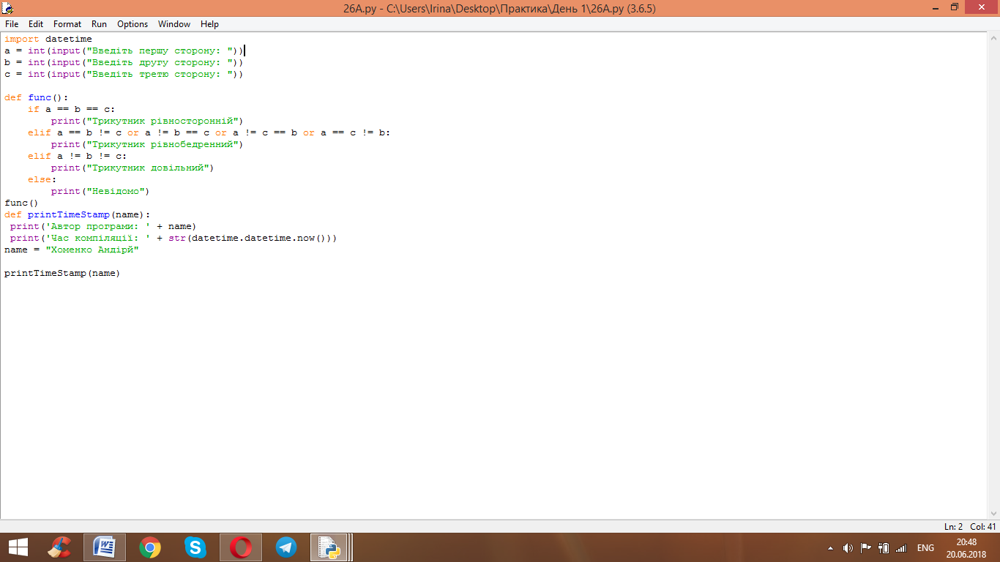 26A.py - C:\Users\Irina\Desktop\Практика\День 1\26A.py (3.6.5)
File Edit Format Run Options Window Help
import datetime
a = int(input("Введіть першу сторону: "))
b = int(input("Введіть другу сторону: "))
c = int(input("Введіть третю сторону: "))
def func():
    if a == b == c:
        print("Трикутник рівносторонній")
    elif a == b != c or a != b == c or a != c == b or a == c != b:
        print("Трикутник рівнобедренний")
    elif a != b != c:
        print("Трикутник довільний")
    else:
        print("Невідомо")
func()
def printTimeStamp(name):
 print('Автор програми: ' + name)
 print('Час компіляції: ' + str(datetime.datetime.now()))
name = "Хоменко Андірй"
printTimeStamp(name)
Ln: 2 Col: 41
ENG
20:48
20.06.2018